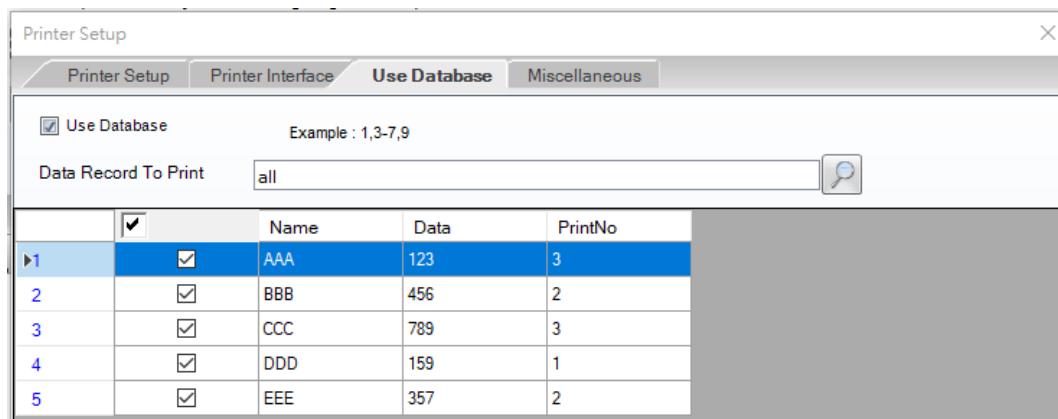 Printer Setup
Printer Setup Printer Interface Use Database Miscellaneous
Use Database Example : 1,3-7,9
Data Record To Print all
Name Data PrintNo
1 AAA 123 3
2 BBB 456 2
3 CCC 789 3
4 DDD 159 1
5 EEE 357 2